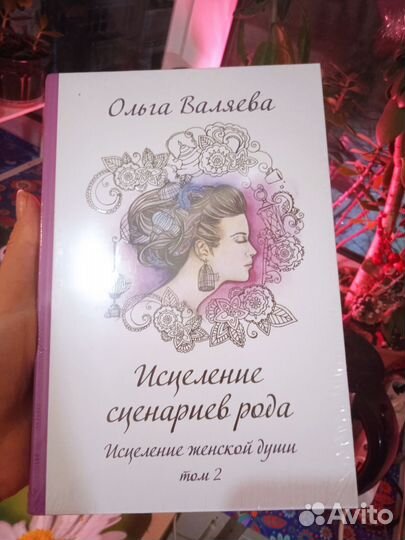 Ольга Валяева
Исцеление
сценариев рода
Исцеление женской души
том 2
Avito